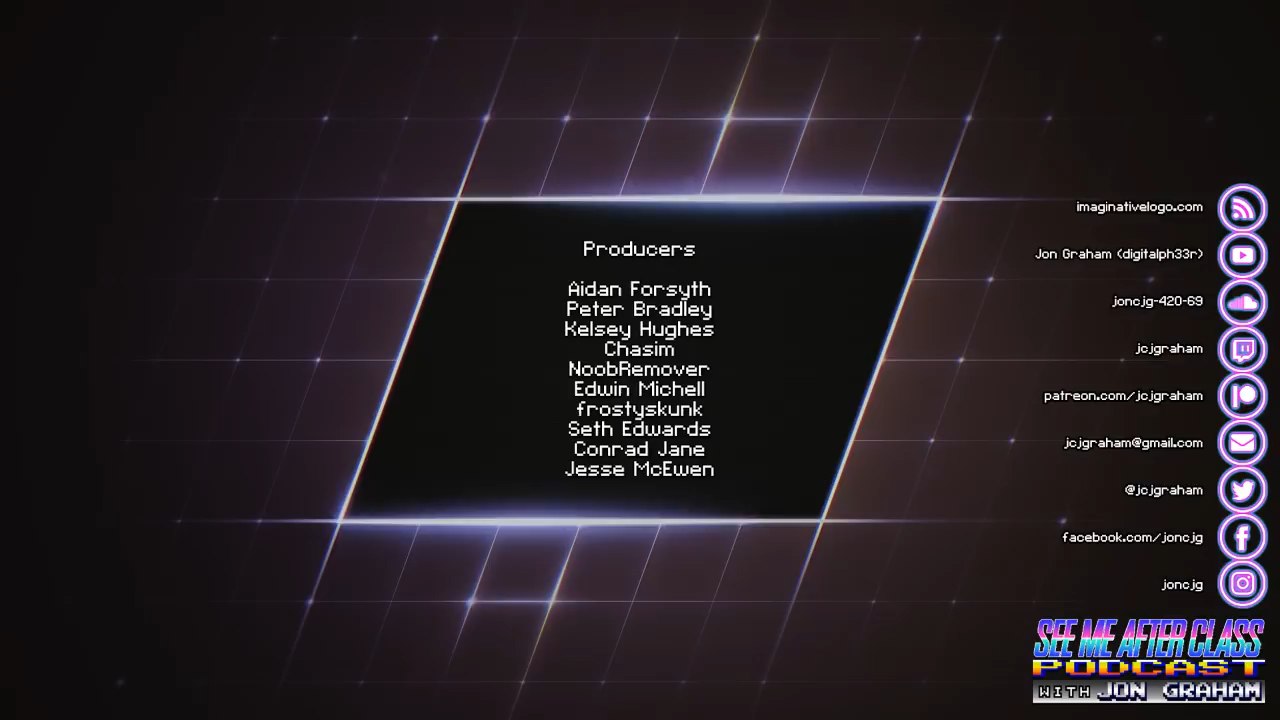 Producers
Aidan Forsyth
Peter Bradley
Kelsey Hughes
Chasim
NoobRemover
Edwin Michell
frostyskunk
Seth Edwards
Conrad Jane
Jesse McEwen
imaginativelogo.com
Jon Graham (digitalph33r)
joncjg-420-69
jcjgraham
patreon.com/jcjgraham
jcjgraham@gmail.com
@jcjgraham
facebook.com/joncjg
joncjg
SEE ME AFTER CLASS
PODCAST
WITH JON GRAHAM